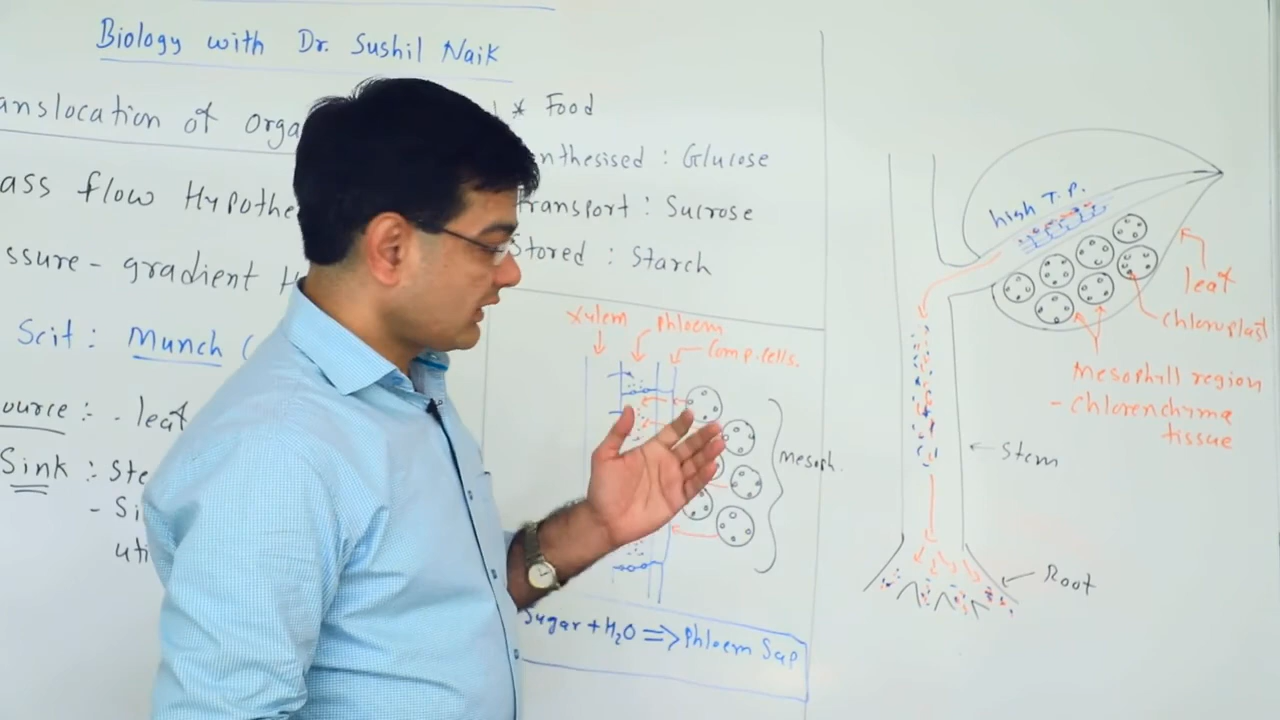 Biology with Dr. Sushil Naik
anslocation of orga
* Food
ass flow Hypothe
nthesised : Glucose
Transport : Sucrose
ssure - gradient H
Stored : Starch
Scit : Munch (
ource :- - leaf
Sink : Ste
- Si
uti
xylem
phloem
Comp. cells.
mesoph.
Sugar + H₂O => Phloem Sap
high T.P.
leaf
chloroplast
mesophyll region
- chlorenchyma
tissue
Stem
Root